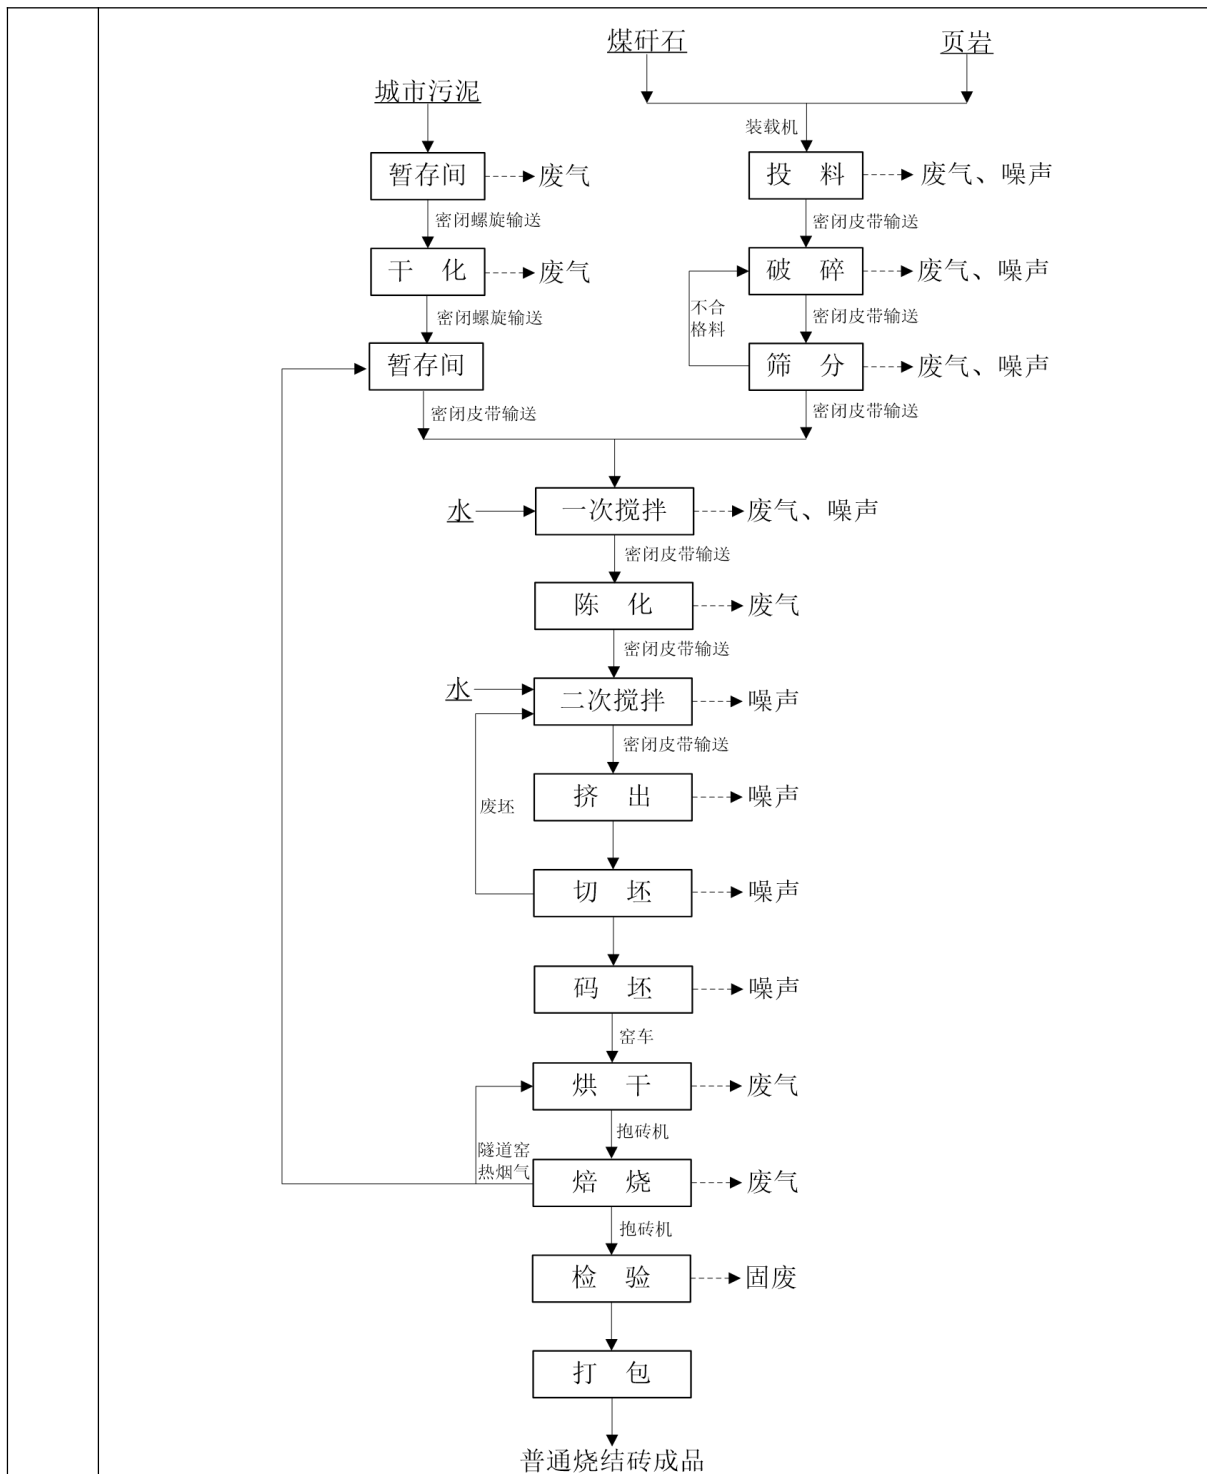 煤矸石 页岩
城市污泥
装载机
暂存间 废气 投 料 废气、噪声
密闭螺旋输送 密闭皮带输送
干 化 废气 破 碎 废气、噪声
不合
格料
密闭螺旋输送 密闭皮带输送
暂存间 筛 分 废气、噪声
密闭皮带输送 密闭皮带输送
水 一次搅拌 废气、噪声
密闭皮带输送
陈 化 废气
密闭皮带输送
水 二次搅拌 噪声
密闭皮带输送
废坯 挤 出 噪声
切 坯 噪声
码 坯 噪声
窑车
烘 干 废气
抱砖机
隧道窑
热烟气
焙 烧 废气
抱砖机
检 验 固废
打 包
普通烧结砖成品